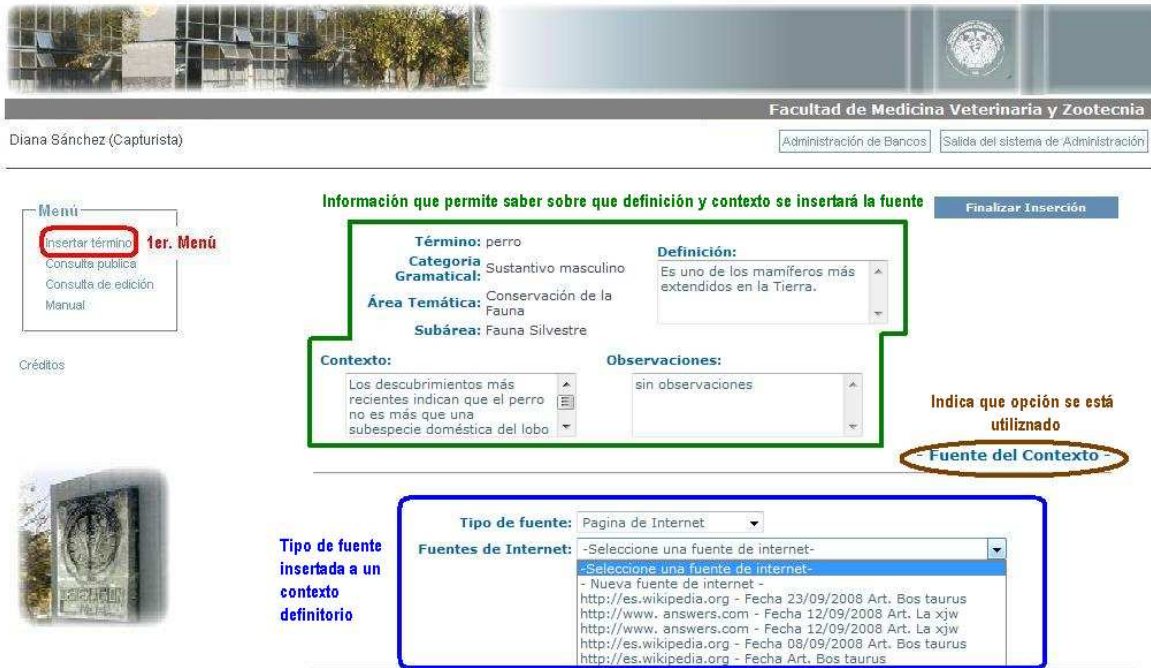 Facultad de Medicina Veterinaria y Zootecnia
Diana Sánchez (Capturista)
Administración de Bancos
Salida del sistema de Administración
Información que permite saber sobre que definición y contexto se insertará la fuente
Finalizar Inserción
Menú
Insertar término
1er. Menú
Consulta publica
Consulta de edición
Manual
Créditos
Término: perro
Categoria
Gramatical: Sustantivo masculino
Área Temática: Conservación de la
Fauna
Subárea: Fauna Silvestre
Definición:
Es uno de los mamíferos más
extendidos en la Tierra.
Contexto:
Los descubrimientos más
recientes indican que el perro
no es más que una
subespecie doméstica del lobo
Observaciones:
sin observaciones
Indica que opción se está
utiliznado
- Fuente del Contexto -
Tipo de fuente
insertada a un
contexto
definitorio
Tipo de fuente: Pagina de Internet
Fuentes de Internet: -Seleccione una fuente de internet-
-Seleccione una fuente de internet-
- Nueva fuente de internet -
http://es.wikipedia.org - Fecha 23/09/2008 Art. Bos taurus
http://www. answers.com - Fecha 12/09/2008 Art. La xjw
http://www. answers.com - Fecha 12/09/2008 Art. La xjw
http://es.wikipedia.org - Fecha 08/09/2008 Art. Bos taurus
http://es.wikipedia.org - Fecha Art. Bos taurus